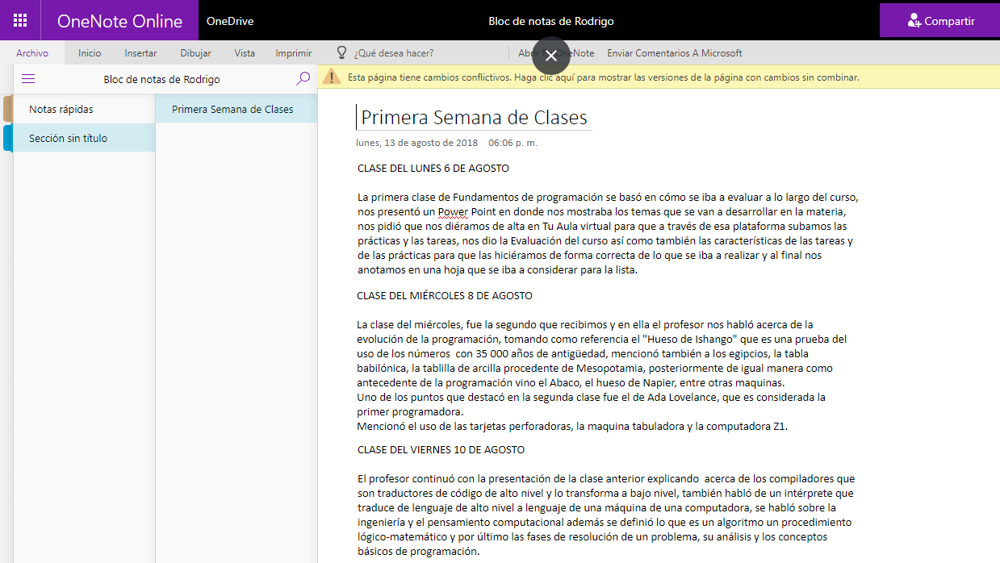 OneNote Online
OneDrive
Bloc de notas de Rodrigo
Compartir
Archivo
Inicio
Insertar
Dibujar
Vista
Imprimir
¿Qué desea hacer?
OneNote
Enviar Comentarios A Microsoft
Bloc de notas de Rodrigo
Esta página tiene cambios conflictivos. Haga clic aquí para mostrar las versiones de la página con cambios sin combinar.
Notas rápidas
Sección sin título
Primera Semana de Clases
Primera Semana de Clases
lunes, 13 de agosto de 2018 06:06 p. m.
CLASE DEL LUNES 6 DE AGOSTO
La primera clase de Fundamentos de programación se basó en cómo se iba a evaluar a lo largo del curso,
nos presentó un Power Point en donde nos mostraba los temas que se van a desarrollar en la materia,
nos pidió que nos diéramos de alta en Tu Aula virtual para que a través de esa plataforma subamos las
prácticas y las tareas, nos dio la Evaluación del curso así como también las características de las tareas y
de las prácticas para que las hiciéramos de forma correcta de lo que se iba a realizar y al final nos
anotamos en una hoja que se iba a considerar para la lista.
CLASE DEL MIÉRCOLES 8 DE AGOSTO
La clase del miércoles, fue la segundo que recibimos y en ella el profesor nos habló acerca de la
evolución de la programación, tomando como referencia el "Hueso de Ishango" que es una prueba del
uso de los números con 35 000 años de antigüedad, mencionó también a los egipcios, la tabla
babilónica, la tablilla de arcilla procedente de Mesopotamia, posteriormente de igual manera como
antecedente de la programación vino el Abaco, el hueso de Napier, entre otras maquinas.
Uno de los puntos que destacó en la segunda clase fue el de Ada Lovelance, que es considerada la
primer programadora.
Mencionó el uso de las tarjetas perforadoras, la maquina tabuladora y la computadora Z1.
CLASE DEL VIERNES 10 DE AGOSTO
El profesor continuó con la presentación de la clase anterior explicando acerca de los compiladores que
son traductores de código de alto nivel y lo transforma a bajo nivel, también habló de un intérprete que
traduce de lenguaje de alto nivel a lenguaje de una máquina de una computadora, se habló sobre la
ingeniería y el pensamiento computacional además se definió lo que es un algoritmo un procedimiento
lógico-matemático y por último las fases de resolución de un problema, su análisis y los conceptos
básicos de programación.